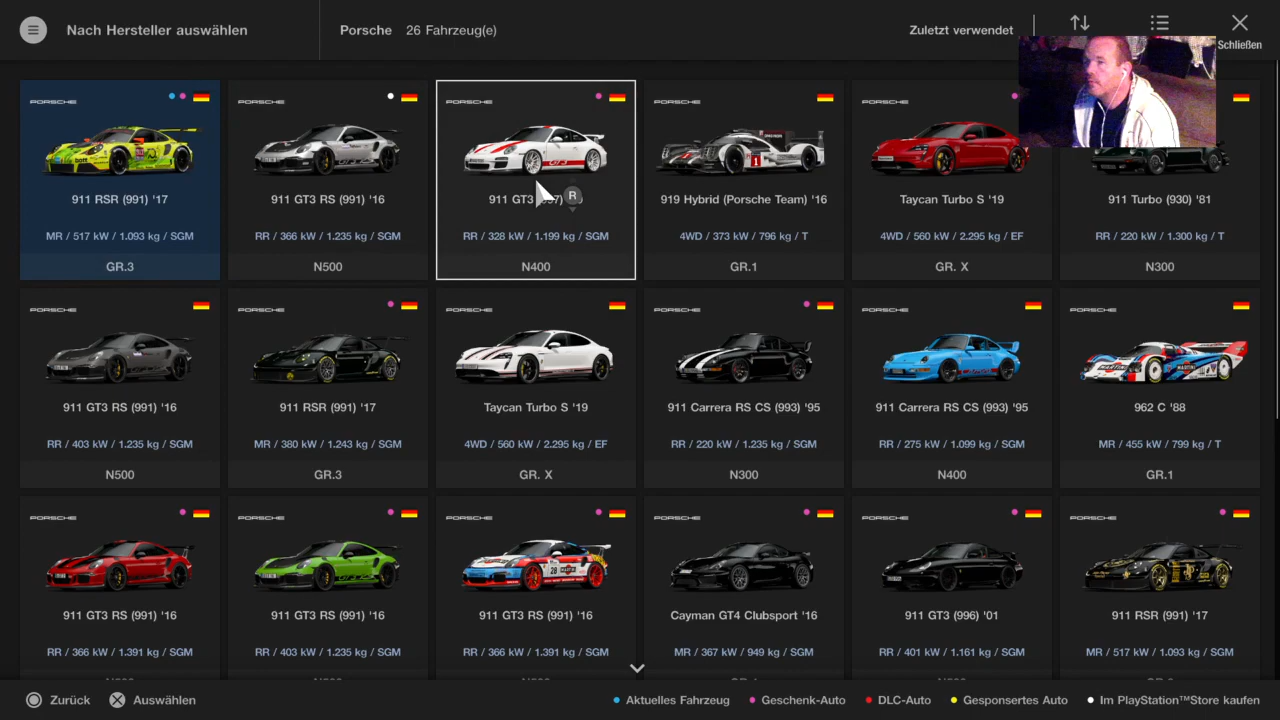 Nach Hersteller auswählen
Porsche 26 Fahrzeug(e)
Zuletzt verwendet
Schließen
PORSCHE
911 RSR (991) '17
MR / 517 kW / 1.093 kg / SGM
GR.3
PORSCHE
911 GT3 RS (991) '16
RR / 366 kW / 1.235 kg / SGM
N500
PORSCHE
GT3
911 GT3
R
RR / 328 kW / 1.199 kg / SGM
N400
PORSCHE
1
919 Hybrid (Porsche Team) '16
4WD / 373 kW / 796 kg / T
GR.1
PORSCHE
Taycan Turbo S '19
4WD / 560 kW / 2.295 kg / EF
GR. X
911 Turbo (930) '81
RR / 220 kW / 1.300 kg / T
N300
PORSCHE
911 GT3 RS (991) '16
RR / 403 kW / 1.235 kg / SGM
N500
PORSCHE
911 RSR (991) '17
MR / 380 kW / 1.243 kg / SGM
GR.3
PORSCHE
Taycan Turbo S '19
4WD / 560 kW / 2.295 kg / EF
GR. X
PORSCHE
911 Carrera RS CS (993) '95
RR / 220 kW / 1.235 kg / SGM
N300
PORSCHE
911 Carrera RS CS (993) '95
RR / 275 kW / 1.099 kg / SGM
N400
PORSCHE
MARTINI
962 C '88
MR / 455 kW / 799 kg / T
GR.1
PORSCHE
911 GT3 RS (991) '16
RR / 366 kW / 1.391 kg / SGM
PORSCHE
911 GT3 RS (991) '16
RR / 403 kW / 1.235 kg / SGM
PORSCHE
28
911 GT3 RS (991) '16
RR / 366 kW / 1.391 kg / SGM
PORSCHE
Cayman GT4 Clubsport '16
MR / 367 kW / 949 kg / SGM
PORSCHE
911 GT3 (996) '01
RR / 401 kW / 1.161 kg / SGM
PORSCHE
911 RSR (991) '17
MR / 517 kW / 1.093 kg / SGM
Zurück
Auswählen
Aktuelles Fahrzeug
Geschenk-Auto
DLC-Auto
Gesponsertes Auto
Im PlayStation™Store kaufen